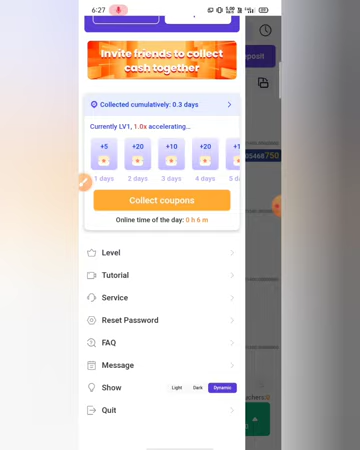 6:27
Invite friends to collect
cash together
Collected cumulatively: 0.3 days
Currently LV1, 1.0x accelerating...
+5 +20 +10 +20 +1
1 days 2 days 3 days 4 days 5 d
Collect coupons
Online time of the day: 0 h 6 m
Level
Tutorial
Service
Reset Password
FAQ
Message
Show Light Dark Dynamic
Quit
posit
05468750
uchers